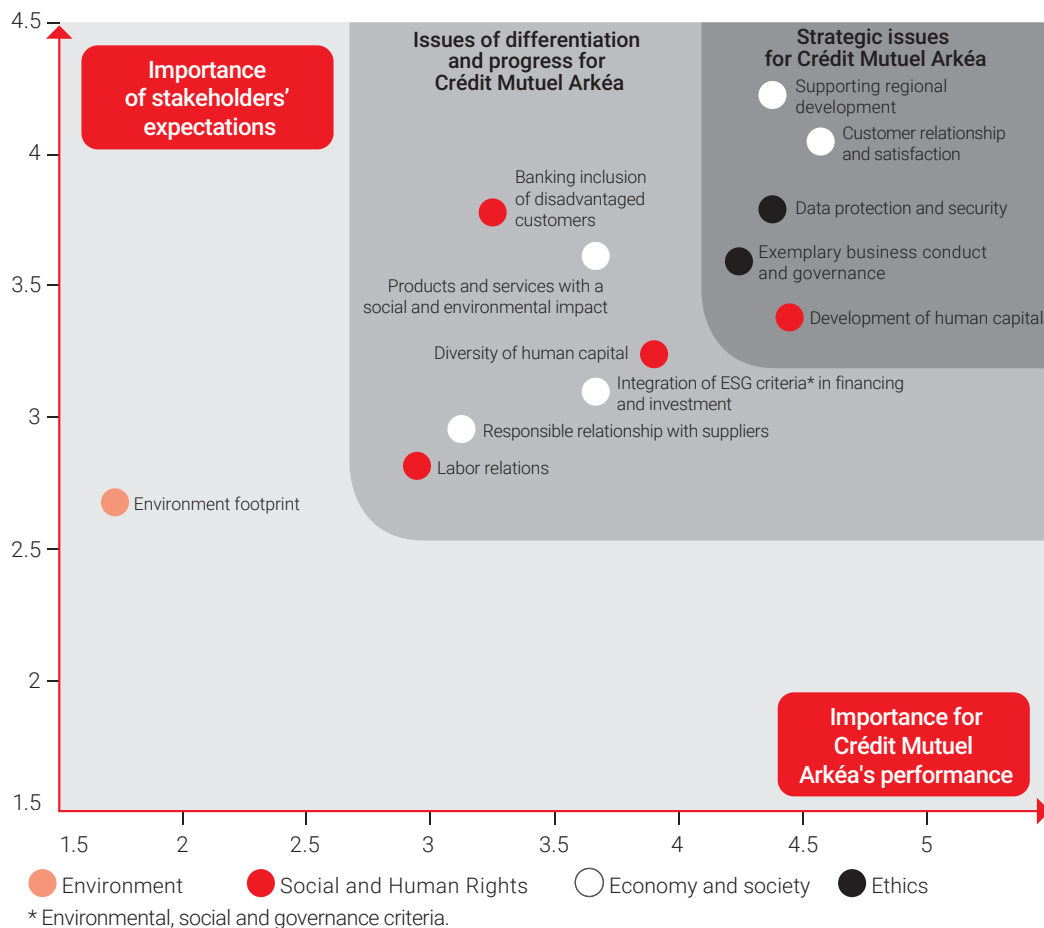 4.5
4
3.5
3
2.5
2
1.5
Importance
of stakeholders’
expectations
Issues of differentiation
and progress for
Crédit Mutuel Arkéa
Strategic issues
for Crédit Mutuel Arkéa
Supporting regional
development
Customer relationship
and satisfaction
Banking inclusion
of disadvantaged
customers
Data protection and security
Exemplary business conduct
and governance
Products and services with a
social and environmental impact
Development of human capital
Diversity of human capital
Integration of ESG criteria* in financing
and investment
Responsible relationship with suppliers
Labor relations
Environment footprint
Importance for
Crédit Mutuel
Arkéa's performance
1.5 2 2.5 3 3.5 4 4.5 5
Environment Social and Human Rights Economy and society Ethics
* Environmental, social and governance criteria.